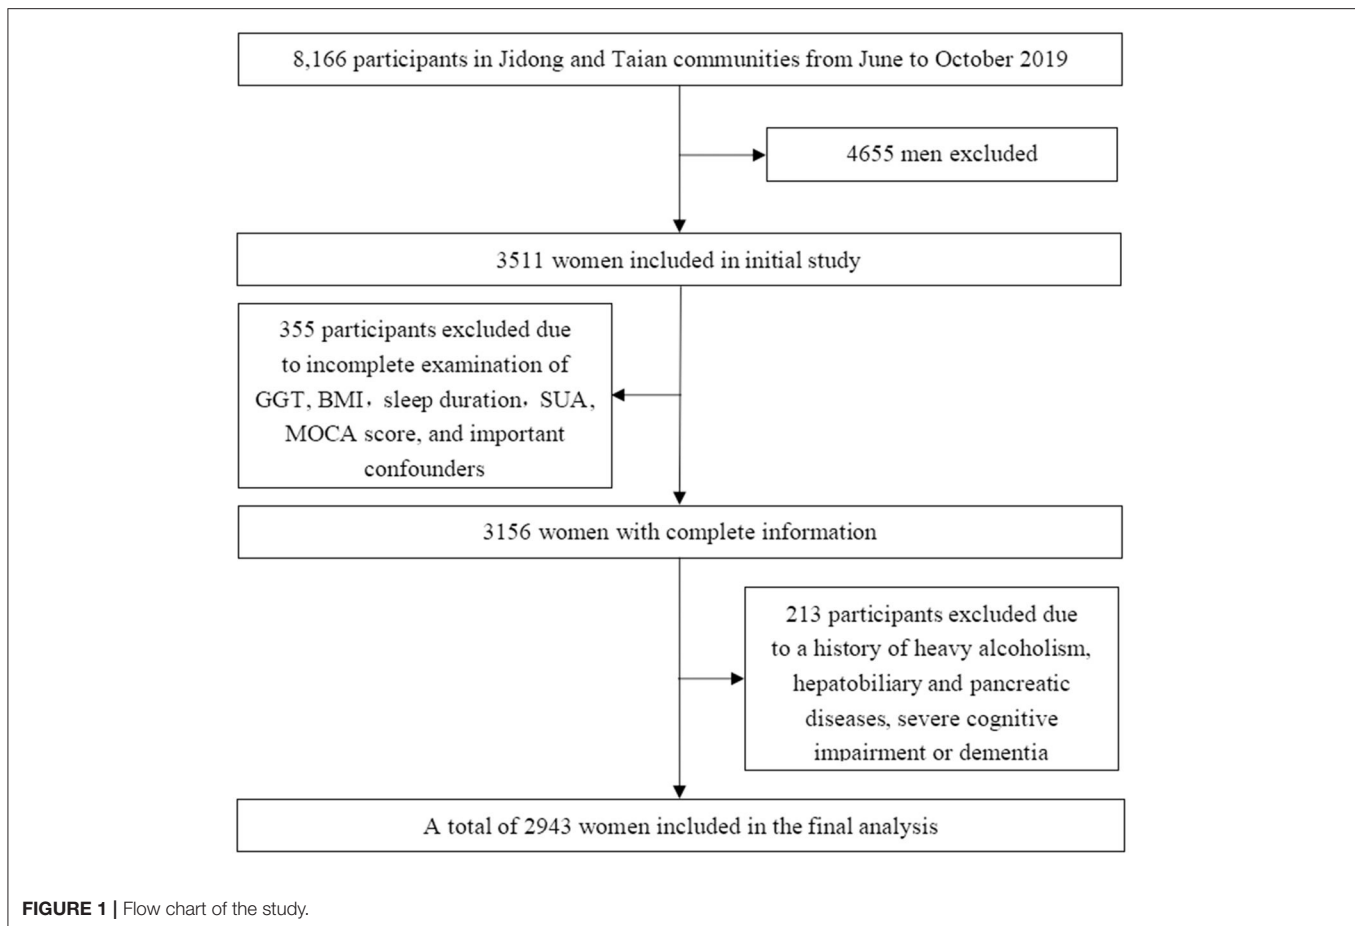 8,166 participants in Jidong and Taian communities from June to October 2019
4655 men excluded
3511 women included in initial study
355 participants excluded due
to incomplete examination of
GGT, BMI，sleep duration，SUA,
MOCA score, and important
confounders
3156 women with complete information
213 participants excluded due
to a history of heavy alcoholism,
hepatobiliary and pancreatic
diseases, severe cognitive
impairment or dementia
A total of 2943 women included in the final analysis
FIGURE 1 | Flow chart of the study.